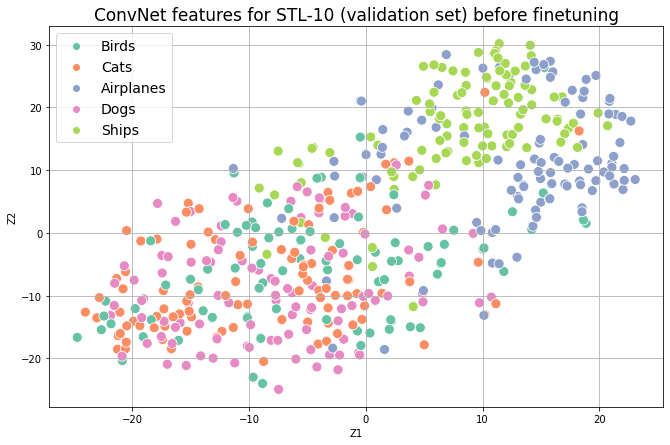 ConvNet features for STL-10 (validation set) before finetuning
Birds
Cats
Airplanes
Dogs
Ships
30
20
10
0
−10
−20
Z2
−20
−10
0
10
20
Z1